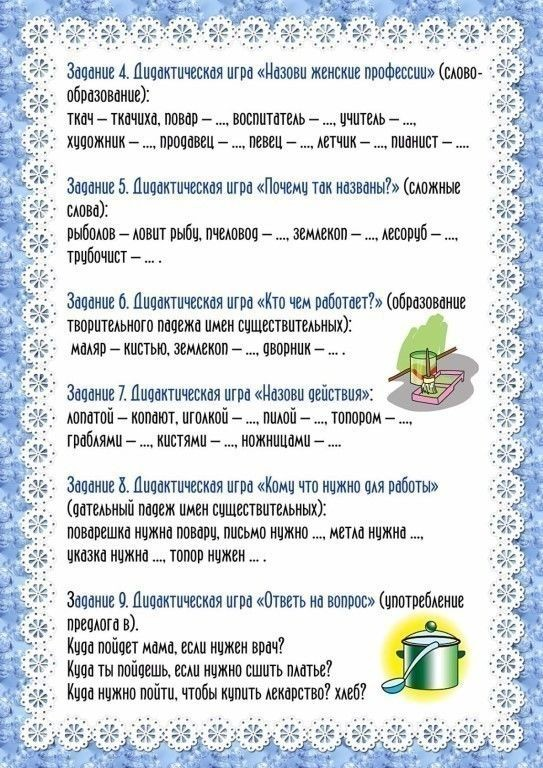 Задание 4. Дидактическая игра «Назови женские профессии» (слово-
образование):
ткач – ткачиха, повар – ..., воспитатель – ..., учитель – ...,
художник – ..., продавец – ..., певец – ..., летчик – ..., пианист – ....
Задание 5. Дидактическая игра «Почему так названы?» (сложные
слова):
рыболов – ловит рыбу, пчеловод – ..., землекоп – ..., лесоруб – ...,
трубочист – ... .
Задание 6. Дидактическая игра «Кто чем работает?» (образование
творительного падежа имен существительных):
маляр – кистью, землекоп – ..., дворник – ... .
Задание 7. Дидактическая игра «Назови действия»:
лопатой – копают, иголкой – ..., пилой – ..., топором – ...,
граблями – ..., кистями – ..., ножницами – ....
Задание 8. Дидактическая игра «Кому что нужно для работы»
(дательный падеж имен существительных):
поварешка нужна повару, письмо нужно ..., метла нужна ...,
указка нужна ..., топор нужен ... .
Задание 9. Дидактическая игра «Ответь на вопрос» (употребление
предлога в).
Куда пойдет мама, если нужен врач?
Куда ты пойдешь, если нужно сшить платье?
Куда нужно пойти, чтобы купить лекарство? хлеб?